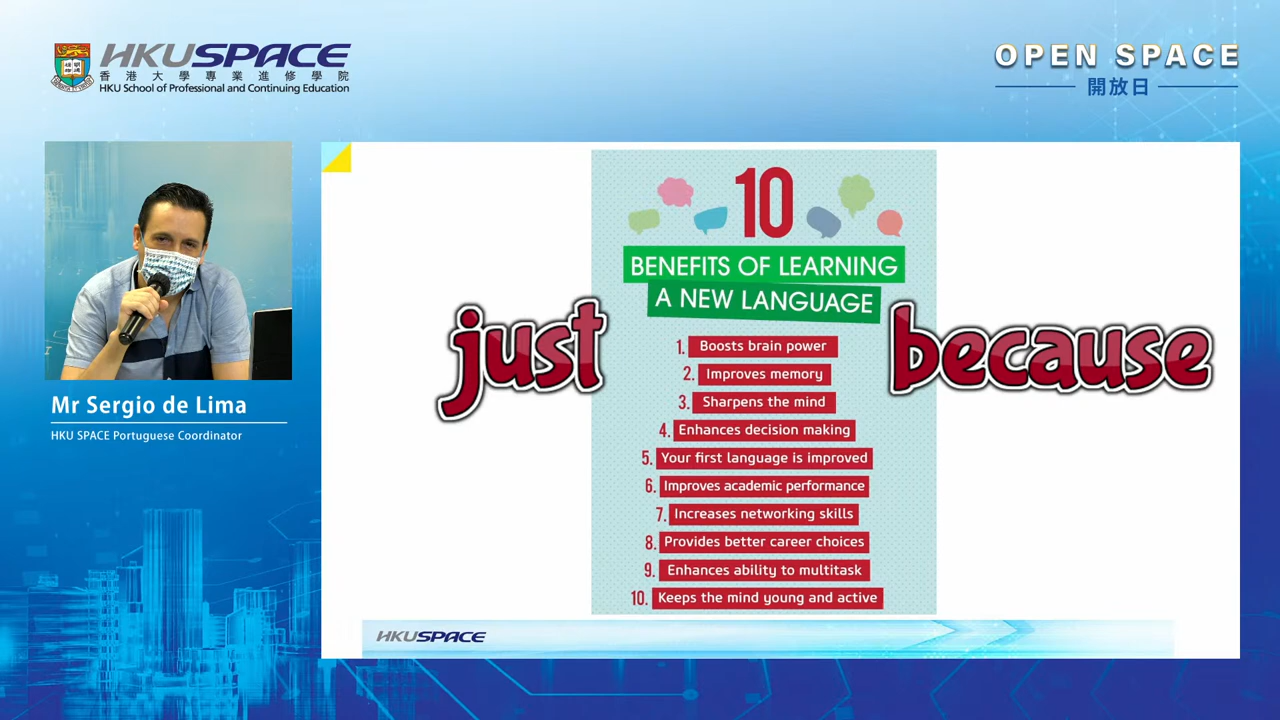 HKUSPACE
香港大學專業進修學院
HKU School of Professional and Continuing Education
OPEN SPACE
開放日
10
BENEFITS OF LEARNING
A NEW LANGUAGE
just
because
1. Boosts brain power
2. Improves memory
3. Sharpens the mind
4. Enhances decision making
5. Your first language is improved
6. Improves academic performance
7. Increases networking skills
8. Provides better career choices
9. Enhances ability to multitask
10. Keeps the mind young and active
Mr Sergio de Lima
HKU SPACE Portuguese Coordinator
HKUSPACE